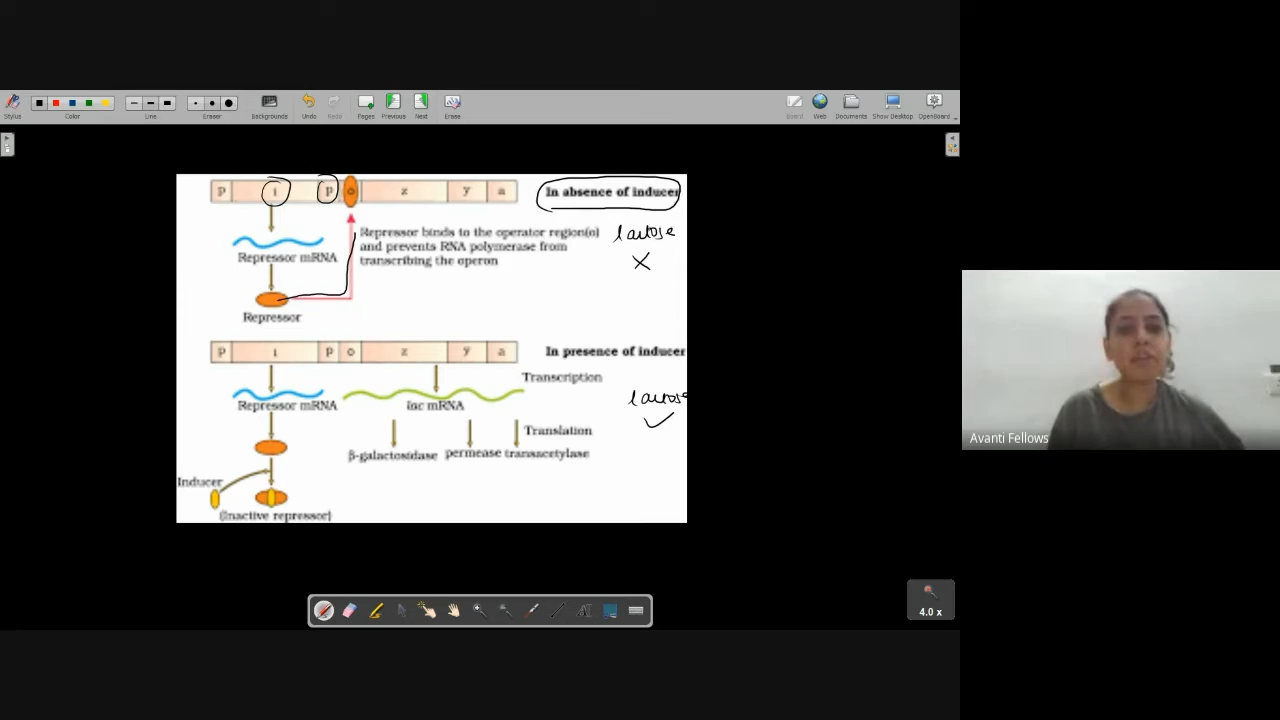 Stylus
Color
Line
Eraser
Backgrounds
Undo
Redo
Pages
Previous
Next
Erase
Board
Web
Documents
Show Desktop
OpenBoard
p i p o z y a
In absence of inducer
Repressor binds to the operator region(o)
and prevents RNA polymerase from
transcribing the operon
lactose
X
Repressor mRNA
Repressor
p i p o z y a
In presence of inducer
Transcription
Repressor mRNA
lac mRNA
lactose
Translation
β-galactosidase permease transacetylase
Inducer
(Inactive repressor)
4.0 x
Avanti Fellows